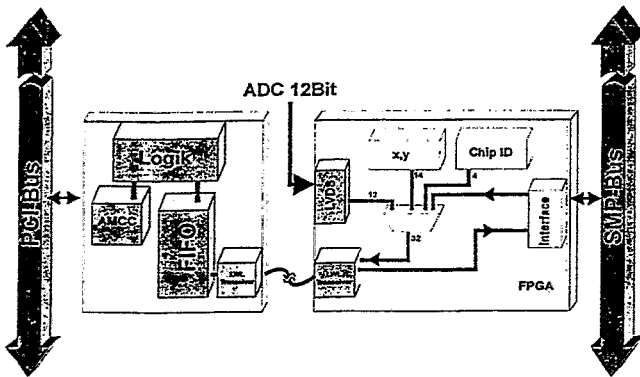 ADC 12Bit
PCI-Bus
Logik
AMCC
FIFO
x,y
Chip ID
14
4
LVDS
12
32
Interface
FPGA
SMP-Bus